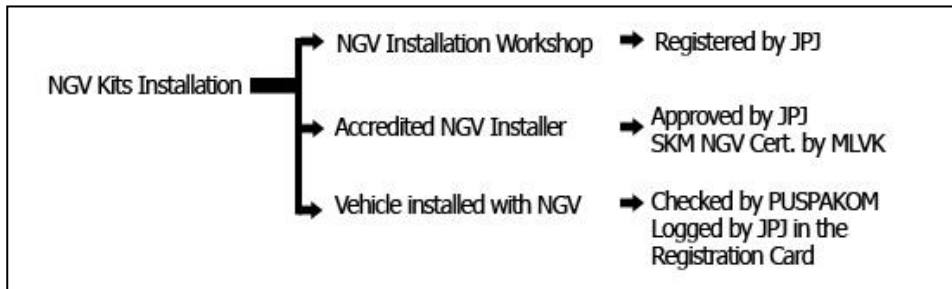 NGV Kits Installation
NGV Installation Workshop
Registered by JPJ
Accredited NGV Installer
Approved by JPJ
SKM NGV Cert. by MLVK
Vehicle installed with NGV
Checked by PUSPAKOM
Logged by JPJ in the
Registration Card